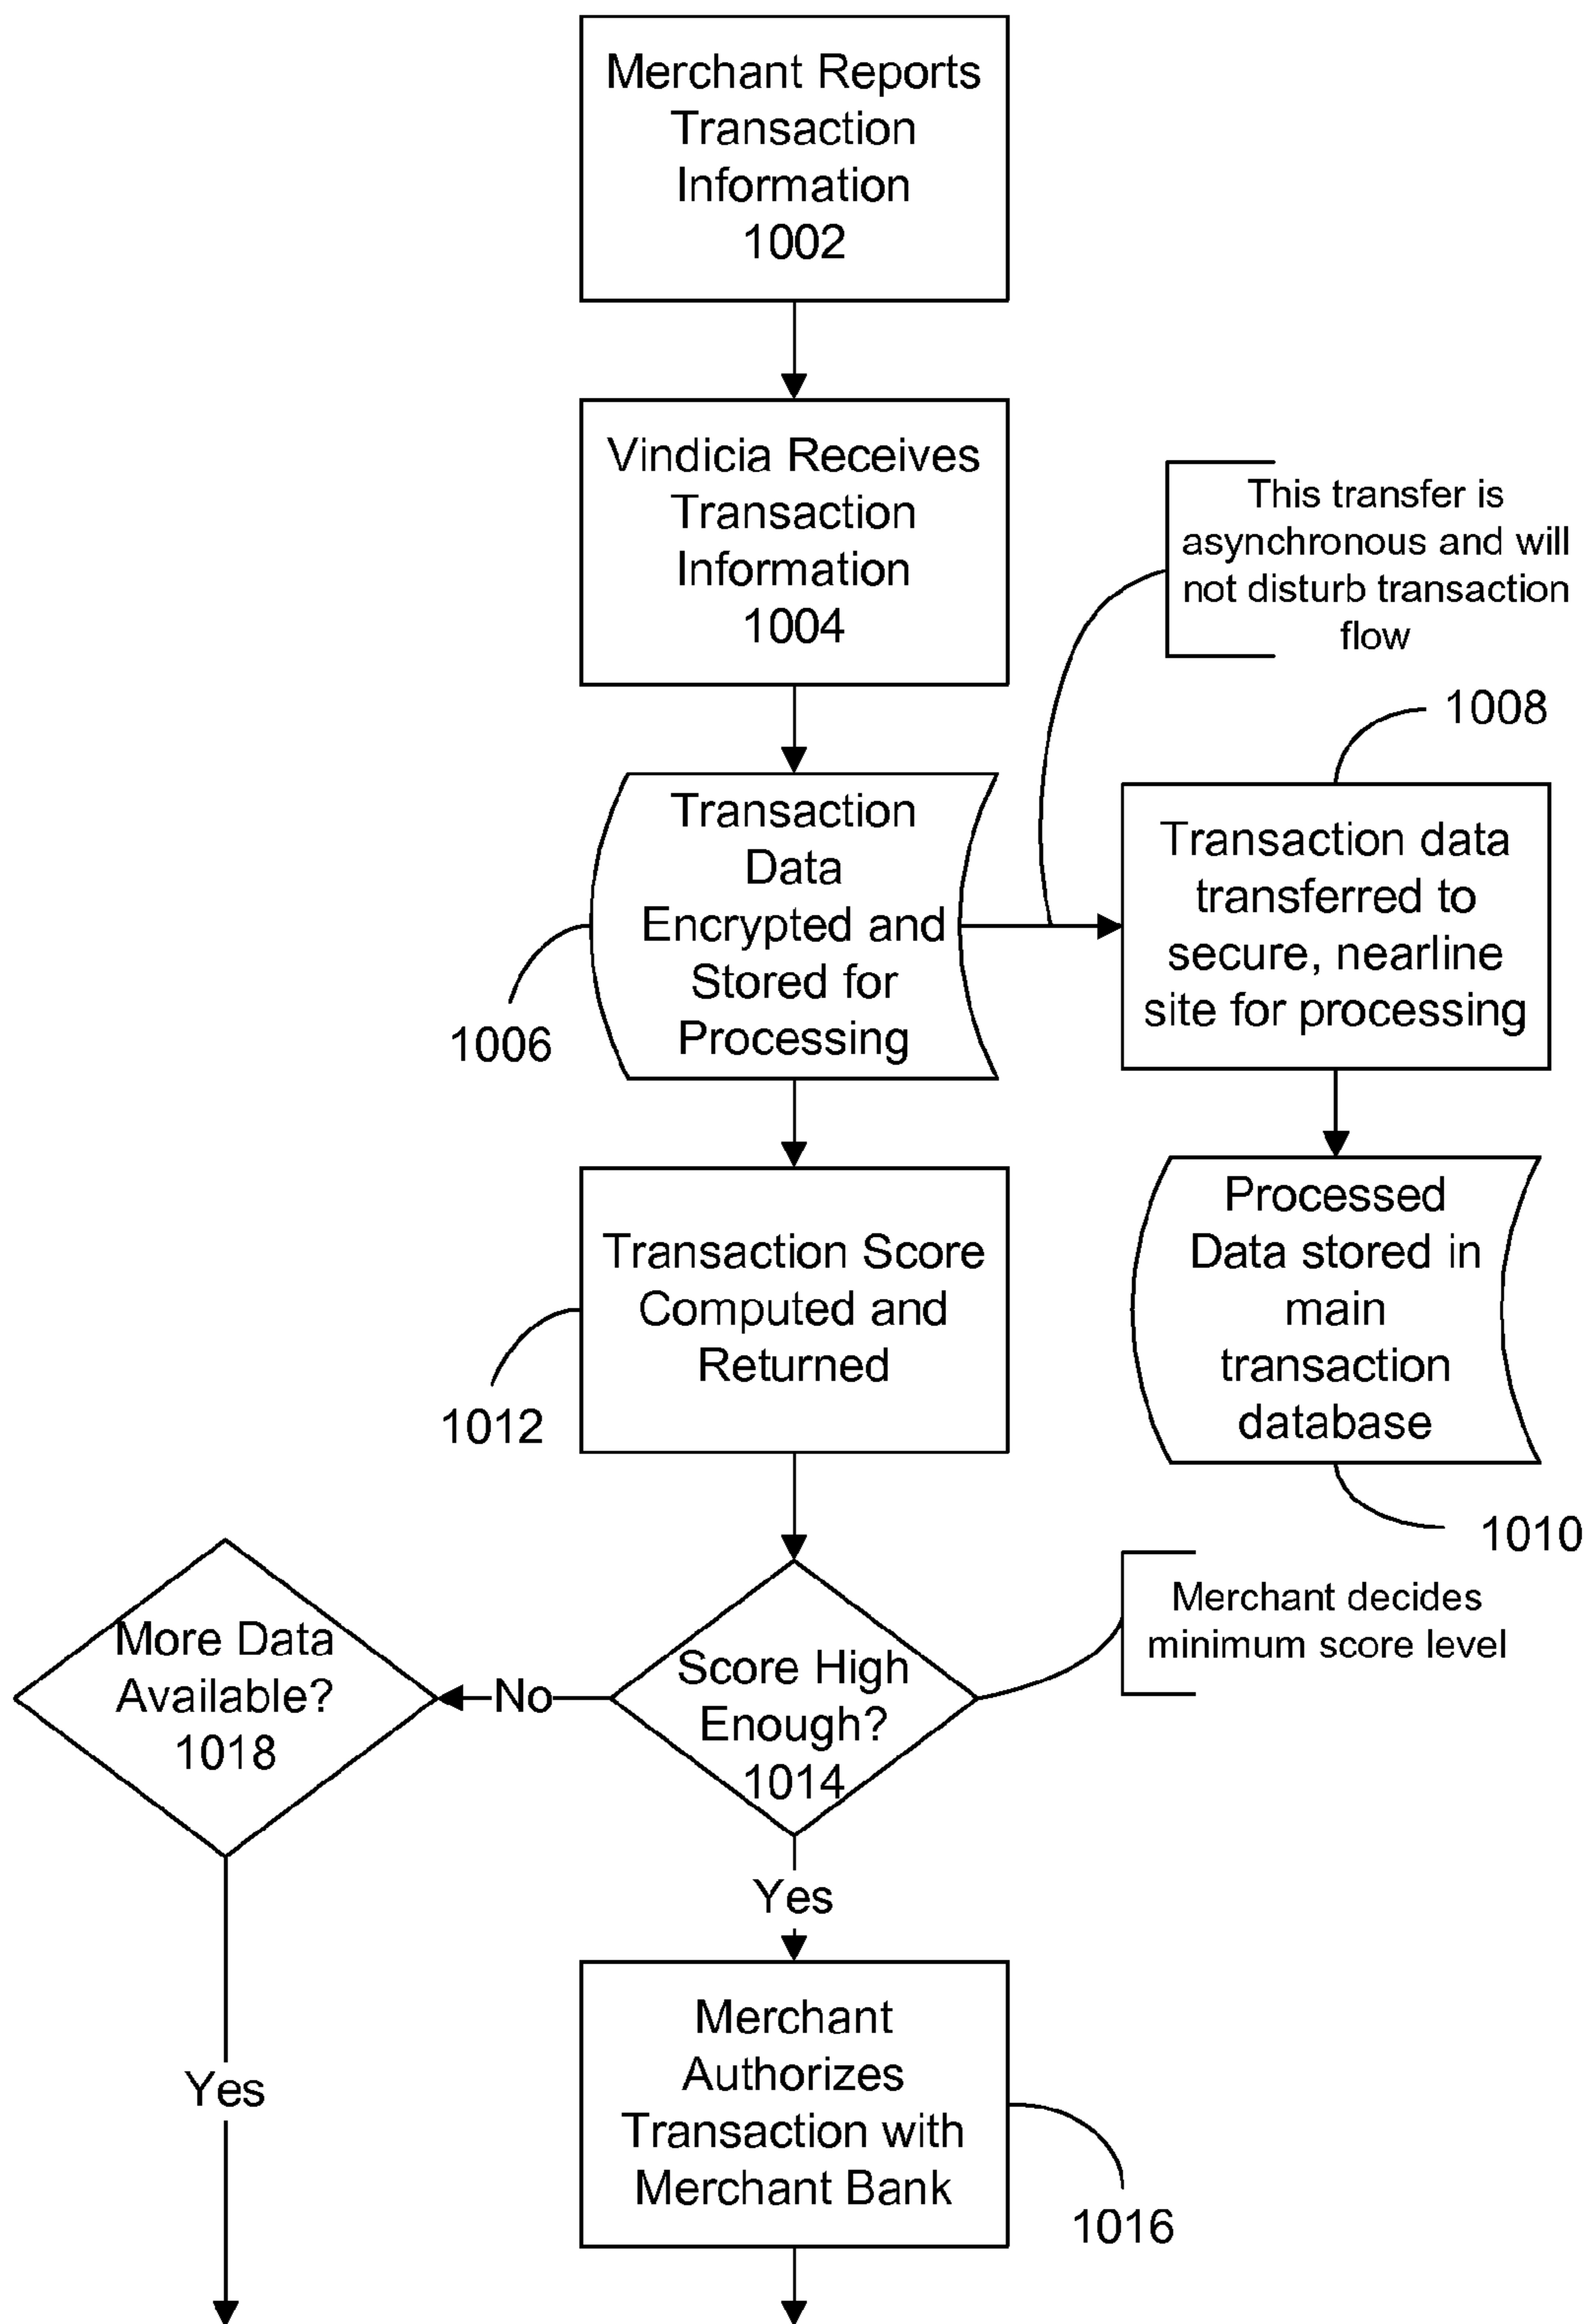 Merchant Reports
Transaction
Information
1002
Vindicia Receives
Transaction
Information
1004
This transfer is
asynchronous and will
not disturb transaction
flow
1008
Transaction
Data
Encrypted and
Stored for
Processing
1006
Transaction data
transferred to
secure, nearline
site for processing
Transaction Score
Computed and
Returned
1012
Processed
Data stored in
main
transaction
database
1010
More Data
Available?
1018
No
Score High
Enough?
1014
Merchant decides
minimum score level
Yes
Yes
Merchant
Authorizes
Transaction with
Merchant Bank
1016